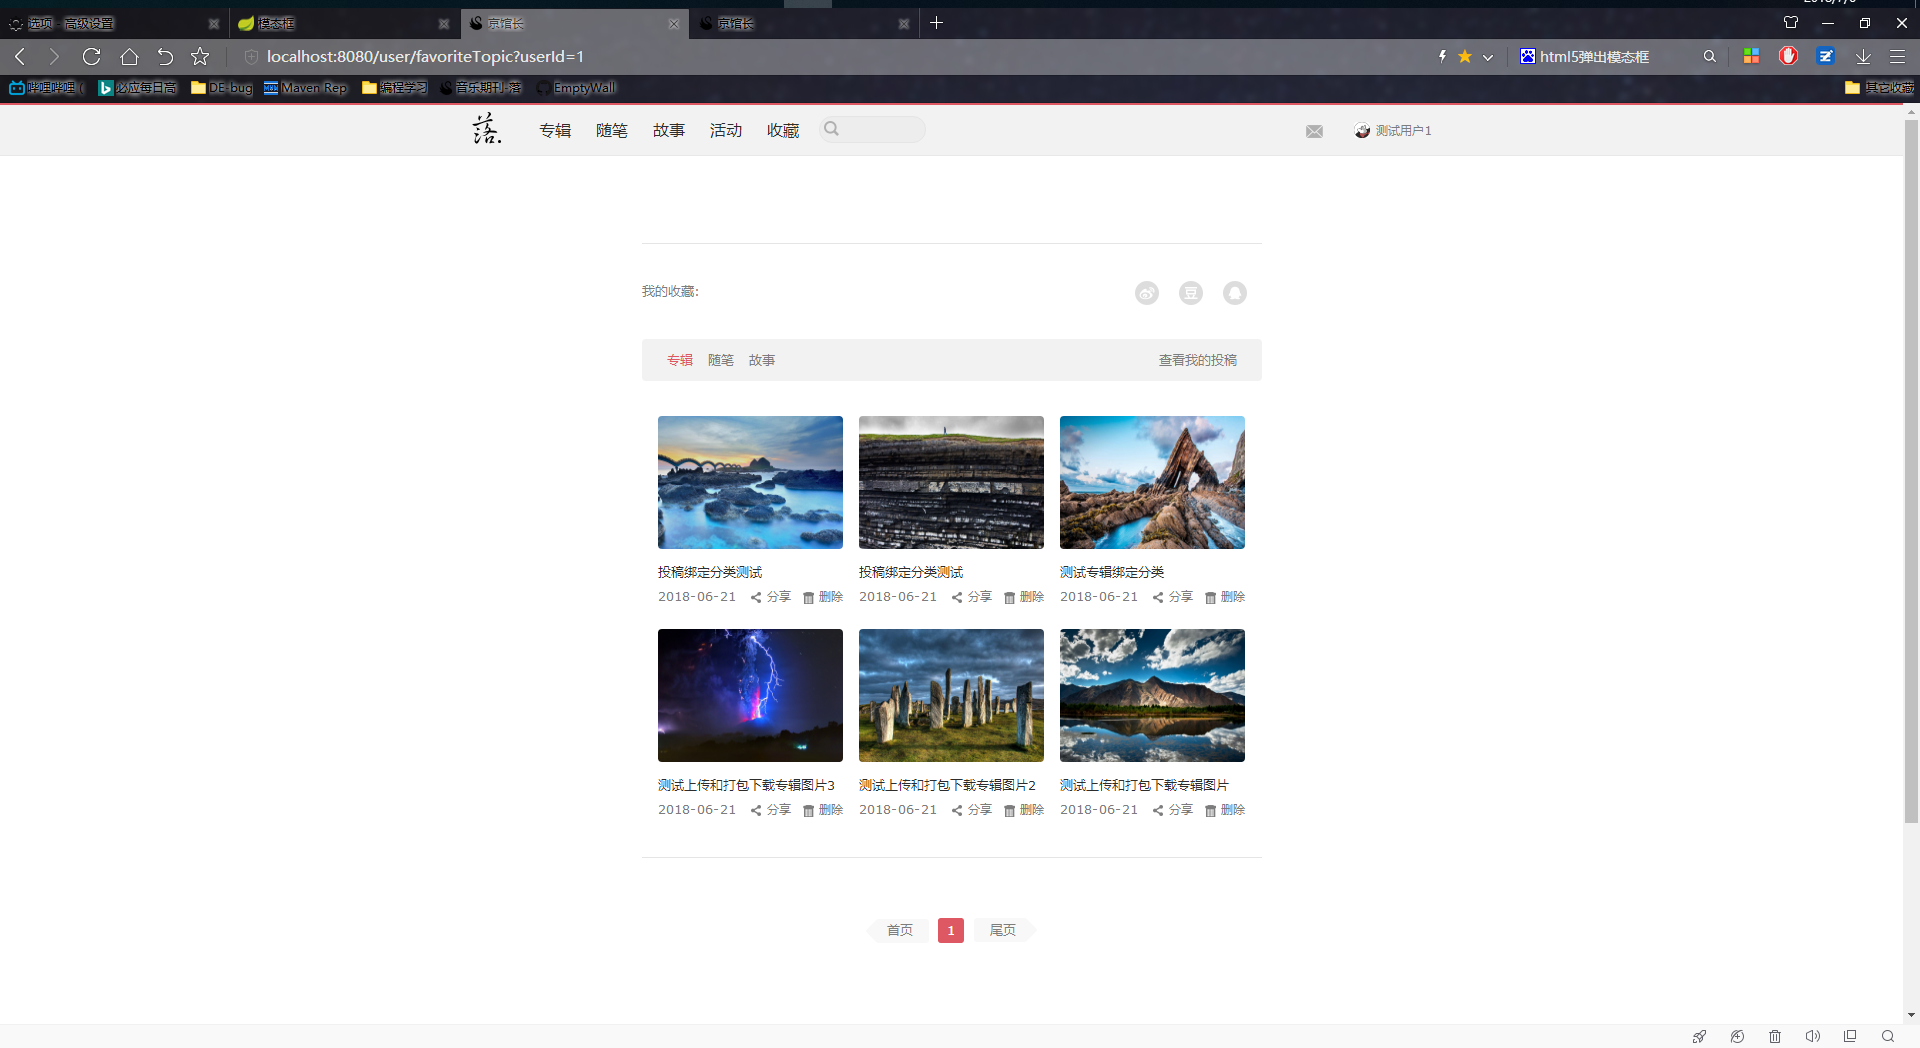 选项 - 高级设置
模态框
京馆长
京馆长
localhost:8080/user/favoriteTopic?userId=1
html5弹出模态框
哔哩哔哩 (
必应每日高
DE-bug
Maven Rep
编程学习
音乐期刊-落
EmptyWall
其它收藏
落.
专辑
随笔
故事
活动
收藏
测试用户1
我的收藏:
豆
专辑
随笔
故事
查看我的投稿
投稿绑定分类测试
投稿绑定分类测试
测试专辑绑定分类
2018-06-21 分享 删除
2018-06-21 分享 删除
2018-06-21 分享 删除
测试上传和打包下载专辑图片3
测试上传和打包下载专辑图片2
测试上传和打包下载专辑图片
2018-06-21 分享 删除
2018-06-21 分享 删除
2018-06-21 分享 删除
首页
1
尾页